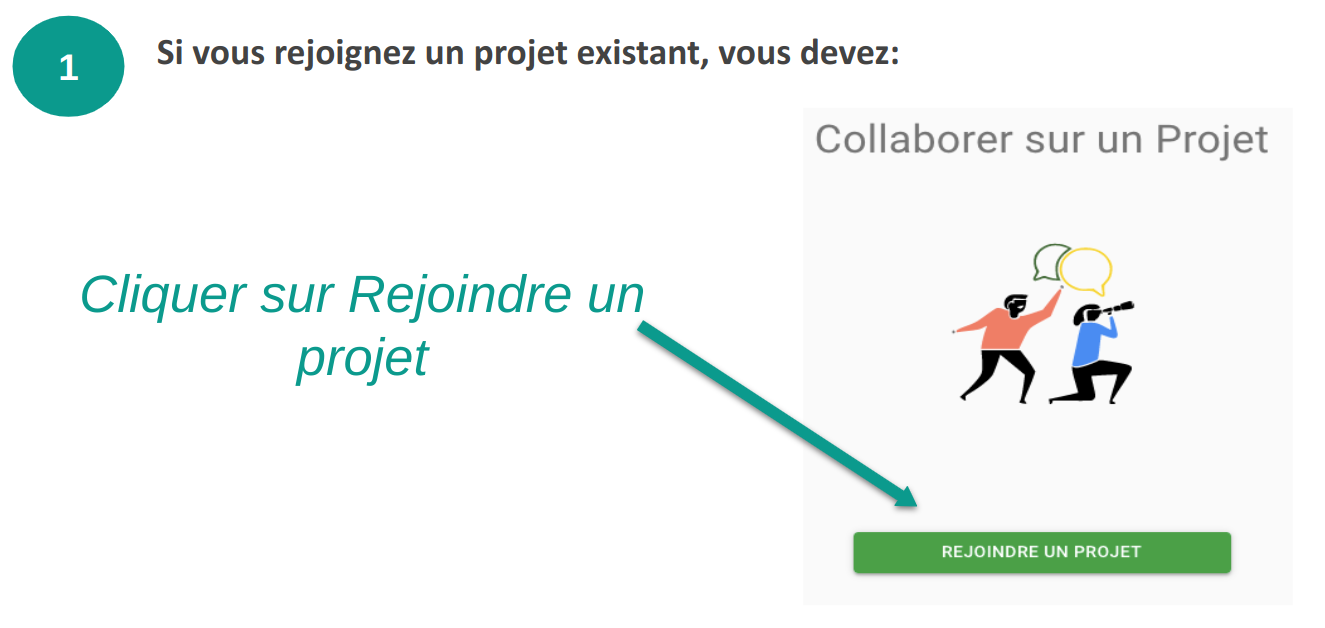 1
Si vous rejoignez un projet existant, vous devez:
Collaborer sur un Projet
Cliquer sur Rejoindre un
projet
REJOINDRE UN PROJET